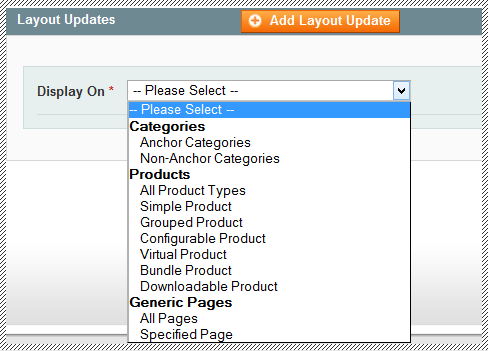 Layout Updates
Add Layout Update
Display On *
-- Please Select --
-- Please Select --
Categories
Anchor Categories
Non-Anchor Categories
Products
All Product Types
Simple Product
Grouped Product
Configurable Product
Virtual Product
Bundle Product
Downloadable Product
Generic Pages
All Pages
Specified Page